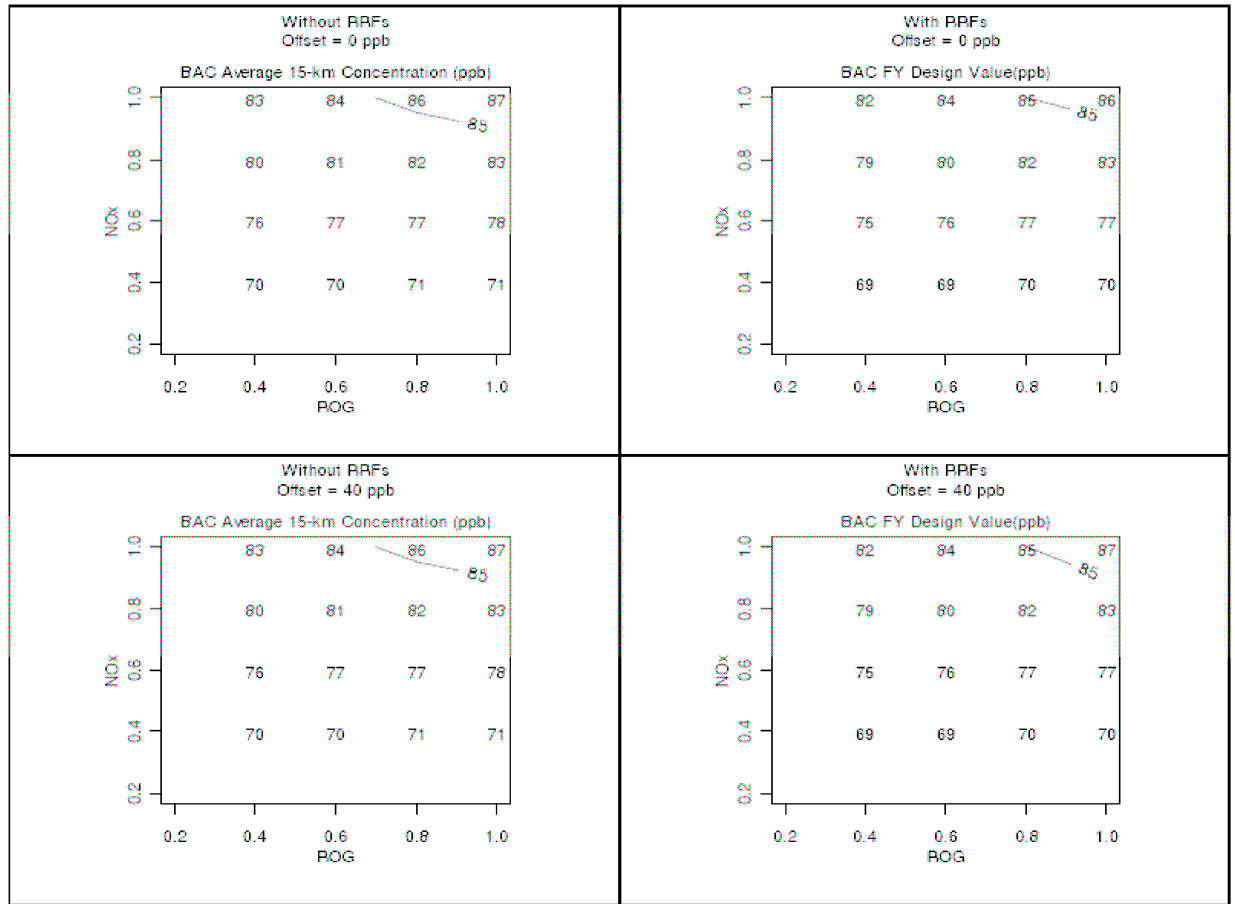 Without RRFs
Offset = 0 ppb
BAC Average 15-km Concentration (ppb)
1.0 83 84 86 87
85
0.8 80 81 82 83
NOx
0.6 76 77 77 78
0.4 70 70 71 71
0.2
0.2 0.4 0.6 0.8 1.0
ROG
With RRFs
Offset = 0 ppb
BAC FY Design Value(ppb)
1.0 82 84 85 86
85
0.8 79 80 82 83
NOx
0.6 75 76 77 77
0.4 69 69 70 70
0.2
0.2 0.4 0.6 0.8 1.0
ROG
Without RRFs
Offset = 40 ppb
BAC Average 15-km Concentration (ppb)
1.0 83 84 86 87
85
0.8 80 81 82 83
NOx
0.6 76 77 77 78
0.4 70 70 71 71
0.2
0.2 0.4 0.6 0.8 1.0
ROG
With RRFs
Offset = 40 ppb
BAC FY Design Value(ppb)
1.0 82 84 85 87
85
0.8 79 80 82 83
NOx
0.6 75 76 77 77
0.4 69 69 70 70
0.2
0.2 0.4 0.6 0.8 1.0
ROG